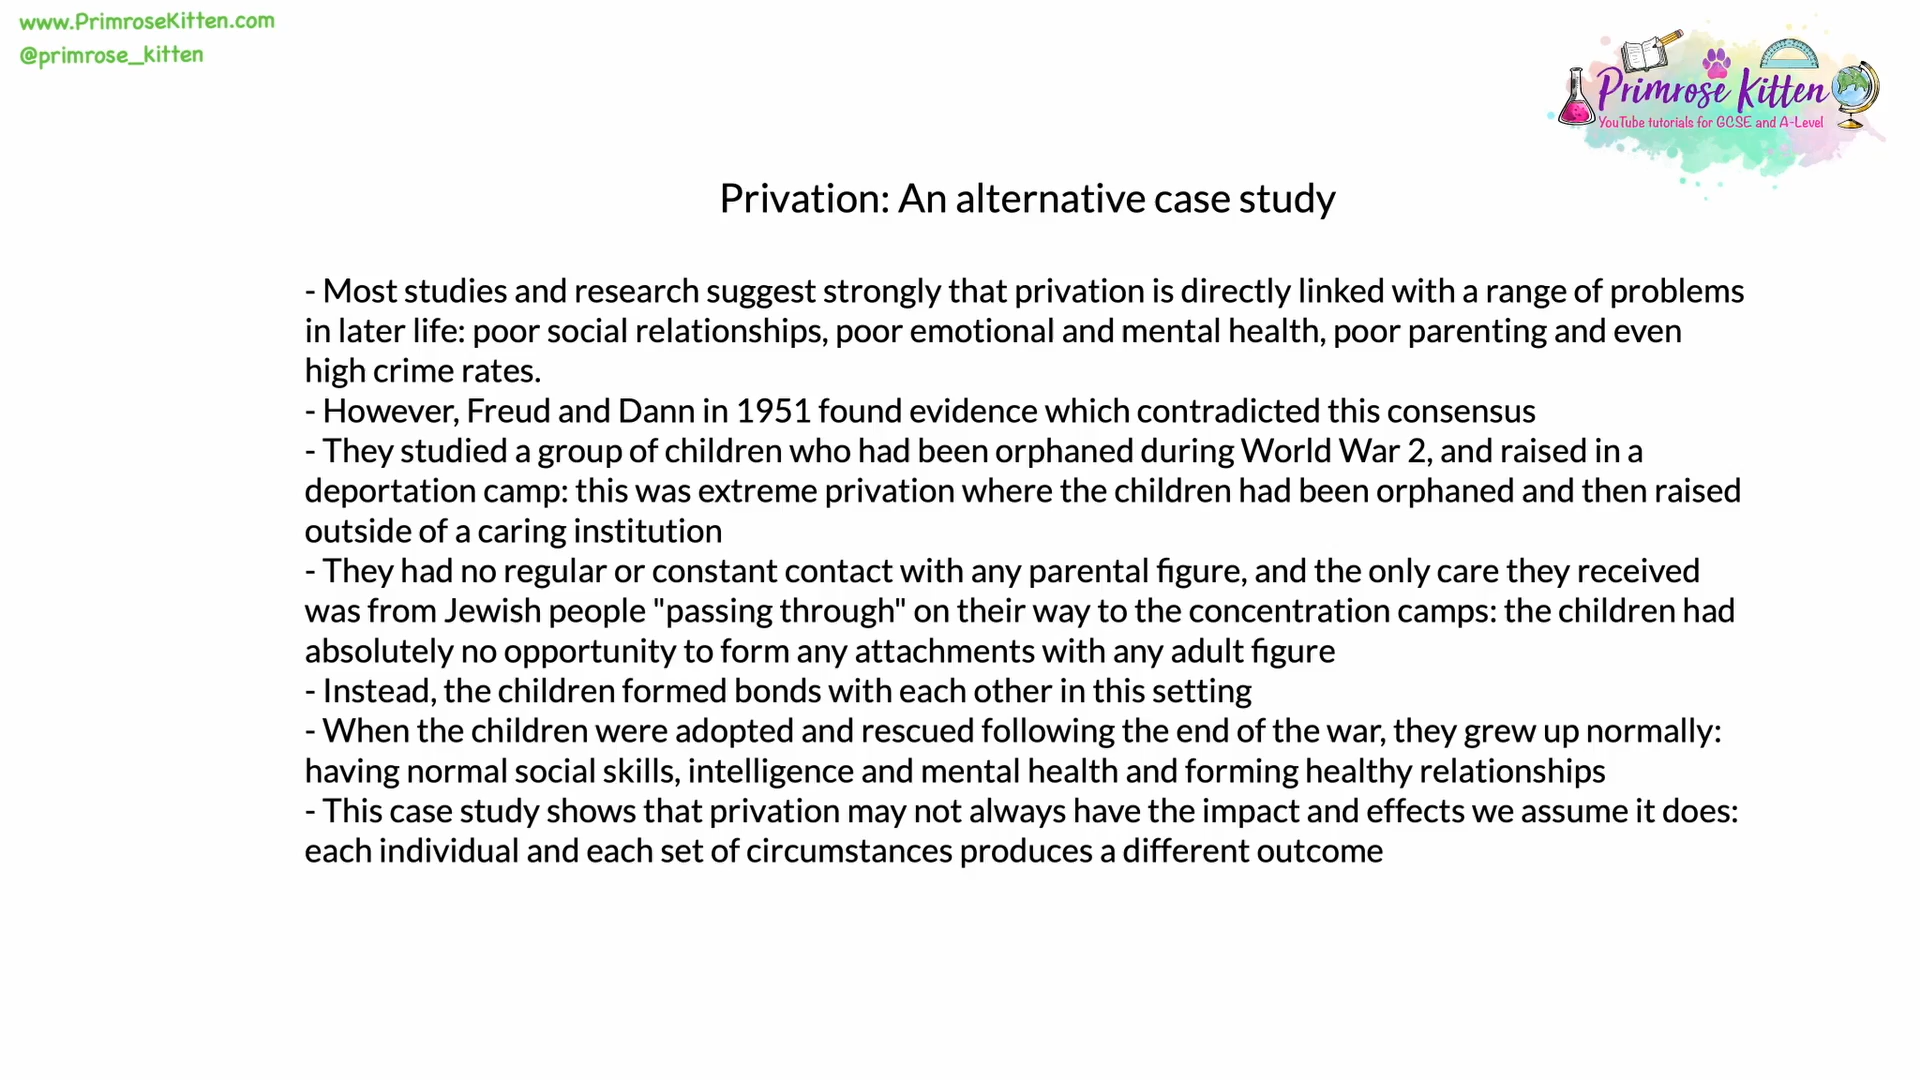 www.PrimroseKitten.com
@primrose_kitten
Primrose Kitten
YouTube tutorials for GCSE and A-Level
Privation: An alternative case study
- Most studies and research suggest strongly that privation is directly linked with a range of problems
in later life: poor social relationships, poor emotional and mental health, poor parenting and even
high crime rates.
- However, Freud and Dann in 1951 found evidence which contradicted this consensus
- They studied a group of children who had been orphaned during World War 2, and raised in a
deportation camp: this was extreme privation where the children had been orphaned and then raised
outside of a caring institution
- They had no regular or constant contact with any parental figure, and the only care they received
was from Jewish people "passing through" on their way to the concentration camps: the children had
absolutely no opportunity to form any attachments with any adult figure
- Instead, the children formed bonds with each other in this setting
- When the children were adopted and rescued following the end of the war, they grew up normally:
having normal social skills, intelligence and mental health and forming healthy relationships
- This case study shows that privation may not always have the impact and effects we assume it does:
each individual and each set of circumstances produces a different outcome